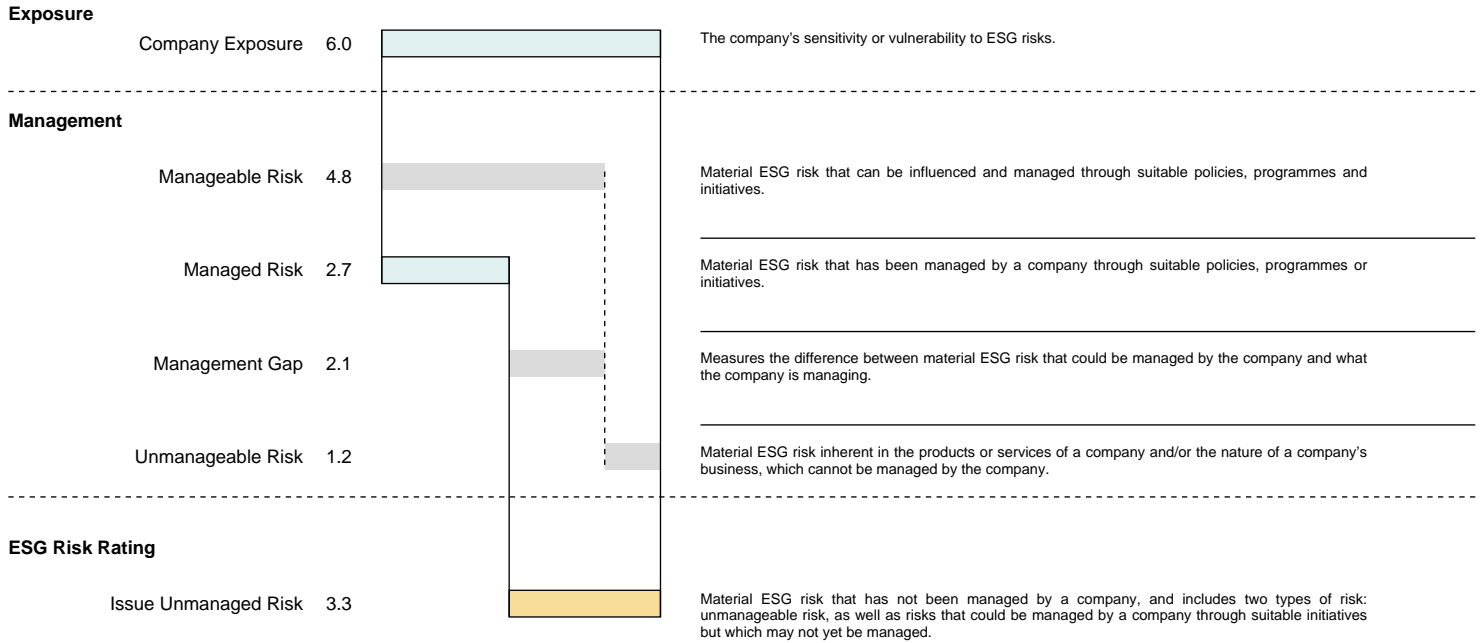 Exposure
Company Exposure 6.0
The company's sensitivity or vulnerability to ESG risks.
Management
Manageable Risk 4.8
Material ESG risk that can be influenced and managed through suitable policies, programmes and
initiatives.
Managed Risk 2.7
Material ESG risk that has been managed by a company through suitable policies, programmes or
initiatives.
Management Gap 2.1
Measures the difference between material ESG risk that could be managed by the company and what
the company is managing.
Unmanageable Risk 1.2
Material ESG risk inherent in the products or services of a company and/or the nature of a company's
business, which cannot be managed by the company.
ESG Risk Rating
Issue Unmanaged Risk 3.3
Material ESG risk that has not been managed by a company, and includes two types of risk:
unmanageable risk, as well as risks that could be managed by a company through suitable initiatives
but which may not yet be managed.